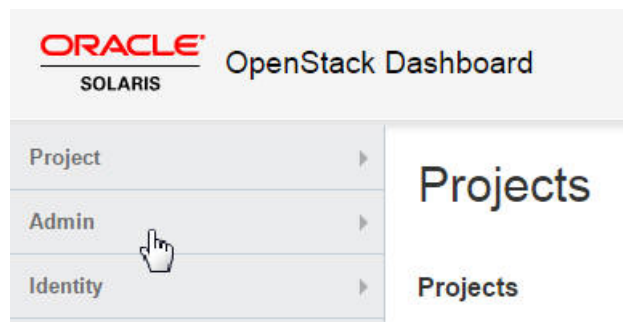 ORACLE
SOLARIS
OpenStack Dashboard
Project
Admin
Identity
Projects
Projects